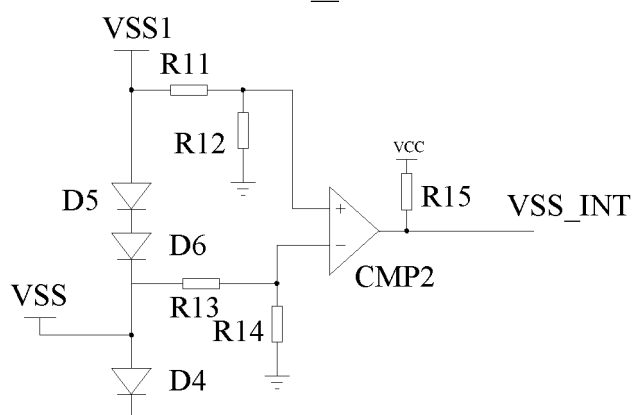 VSS1
R11
R12
VCC
R15
D5
+
VSS_INT
D6
−
CMP2
VSS
R13
R14
D4